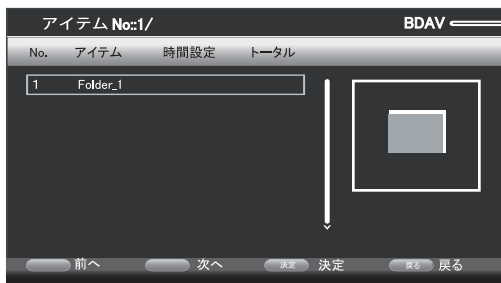 アイテム No::1/ BDAV
No. アイテム 時間設定 トータル
1 Folder_1
前へ 次へ 決定 決定 戻る 戻る